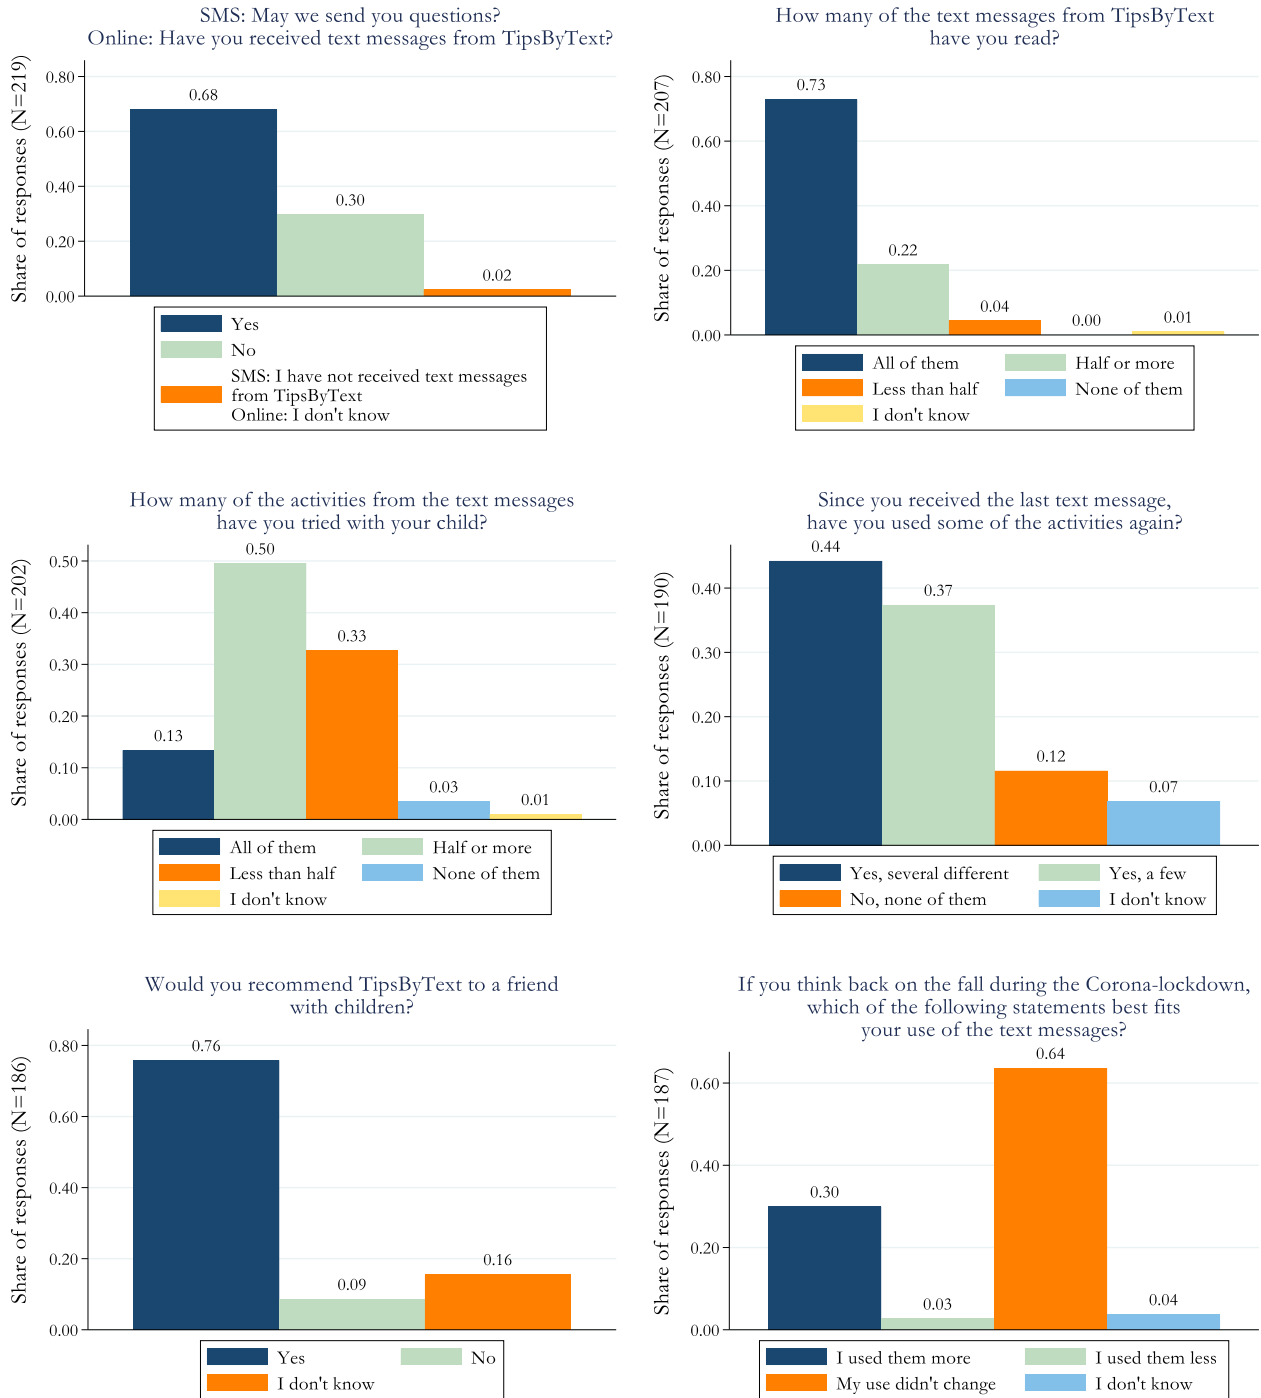 SMS: May we send you questions?
Online: Have you received text messages from TipsByText?
Share of responses (N=219)
0.80
0.60
0.40
0.20
0.00
0.68
0.30
0.02
Yes
No
SMS: I have not received text messages
from TipsByText
Online: I don't know
How many of the text messages from TipsByText
have you read?
Share of responses (N=207)
0.80
0.60
0.40
0.20
0.00
0.73
0.22
0.04
0.00
0.01
All of them
Half or more
Less than half
None of them
I don't know
How many of the activities from the text messages
have you tried with your child?
Share of responses (N=202)
0.50
0.40
0.30
0.20
0.10
0.00
0.13
0.50
0.33
0.03
0.01
All of them
Half or more
Less than half
None of them
I don't know
Since you received the last text message,
have you used some of the activities again?
Share of responses (N=190)
0.40
0.30
0.20
0.10
0.00
0.44
0.37
0.12
0.07
Yes, several different
Yes, a few
No, none of them
I don't know
Would you recommend TipsByText to a friend
with children?
Share of responses (N=186)
0.80
0.60
0.40
0.20
0.00
0.76
0.09
0.16
Yes
No
I don't know
If you think back on the fall during the Corona-lockdown,
which of the following statements best fits
your use of the text messages?
Share of responses (N=187)
0.60
0.40
0.20
0.00
0.30
0.03
0.64
0.04
I used them more
I used them less
My use didn't change
I don't know